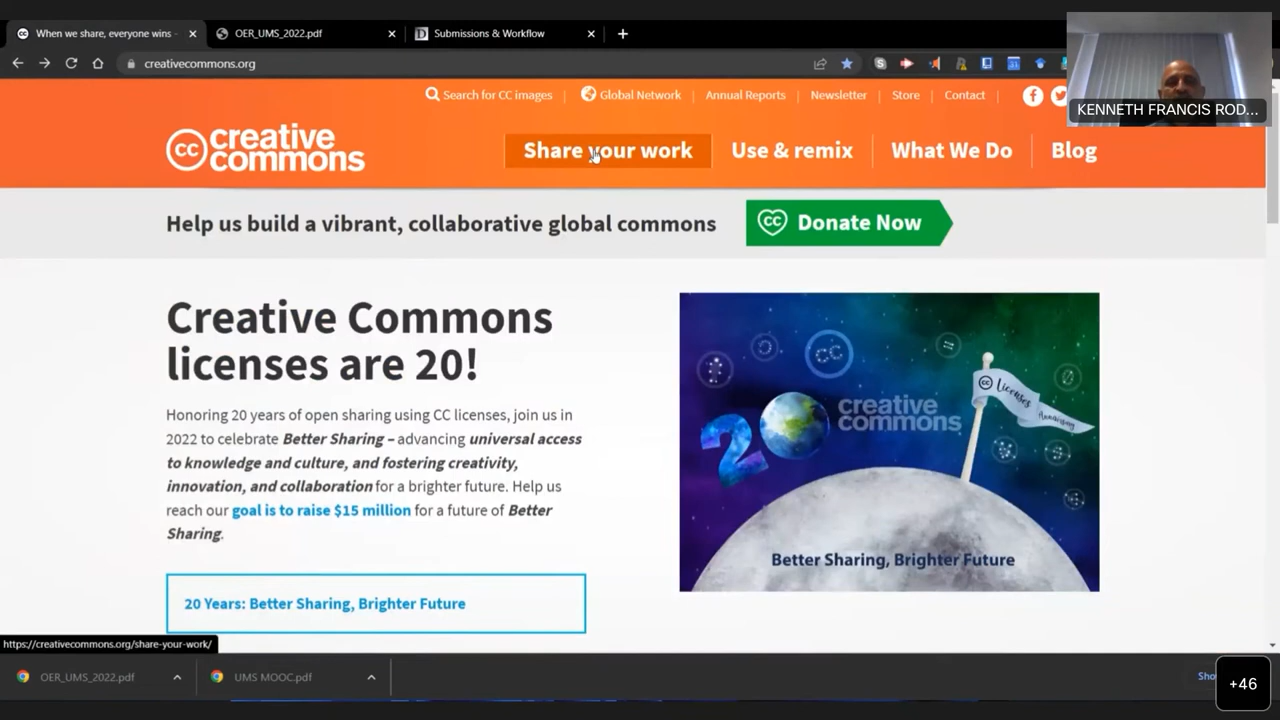 When we share, everyone wins -
OER_UMS_2022.pdf
Submissions & Workflow
creativecommons.org
KENNETH FRANCIS ROD...
Search for CC images
Global Network
Annual Reports
Newsletter
Store
Contact
cc creative commons
Share your work
Use & remix
What We Do
Blog
Help us build a vibrant, collaborative global commons
Donate Now
Creative Commons
licenses are 20!
Honoring 20 years of open sharing using CC licenses, join us in
2022 to celebrate Better Sharing – advancing universal access
to knowledge and culture, and fostering creativity,
innovation, and collaboration for a brighter future. Help us
reach our goal is to raise $15 million for a future of Better
Sharing.
20
creative
commons
cc Licenses
Anniversary
Better Sharing, Brighter Future
20 Years: Better Sharing, Brighter Future
https://creativecommons.org/share-your-work/
OER_UMS_2022.pdf
UMS MOOC.pdf
Sho
+46